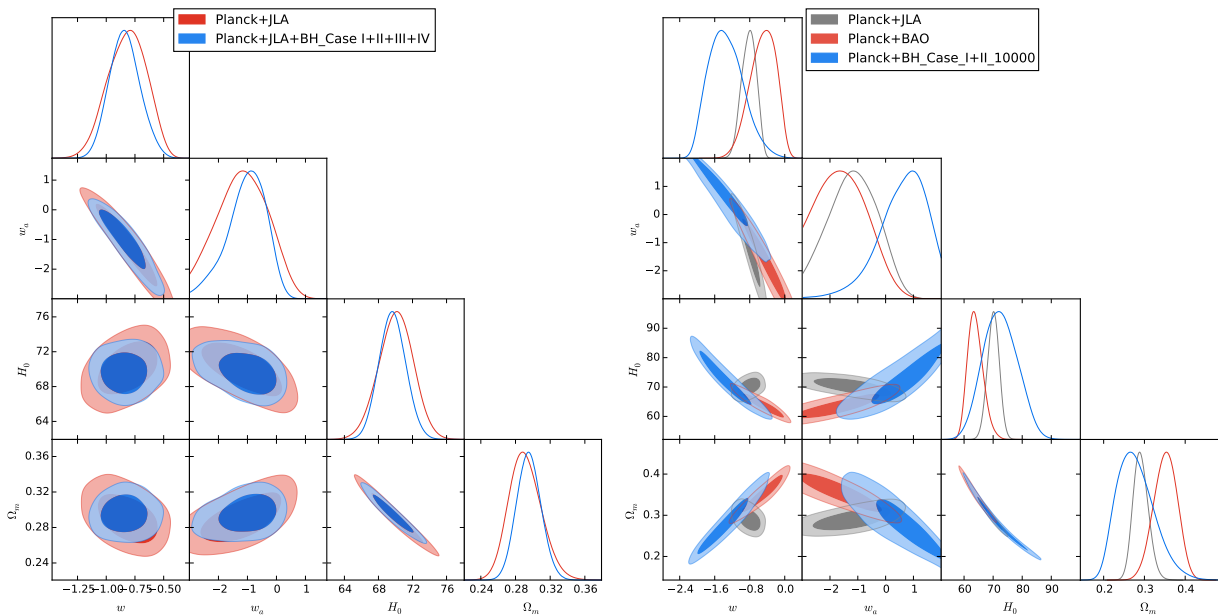 Planck+JLA
Planck+JLA+BH_Case I+II+III+IV
1
0
−1
−2
w_a
76
72
68
64
H_0
0.36
0.32
0.28
0.24
Ω_m
−1.25 −1.00 −0.75 −0.50
w
−2 −1 0 1
w_a
64 68 72 76
H_0
0.24 0.28 0.32 0.36
Ω_m
Planck+JLA
Planck+BAO
Planck+BH_Case_I+II_10000
1
0
−1
−2
w_a
90
80
70
60
H_0
0.4
0.3
0.2
Ω_m
−2.4 −1.6 −0.8 0.0
w
−2 −1 0 1
w_a
60 70 80 90
H_0
0.2 0.3 0.4
Ω_m